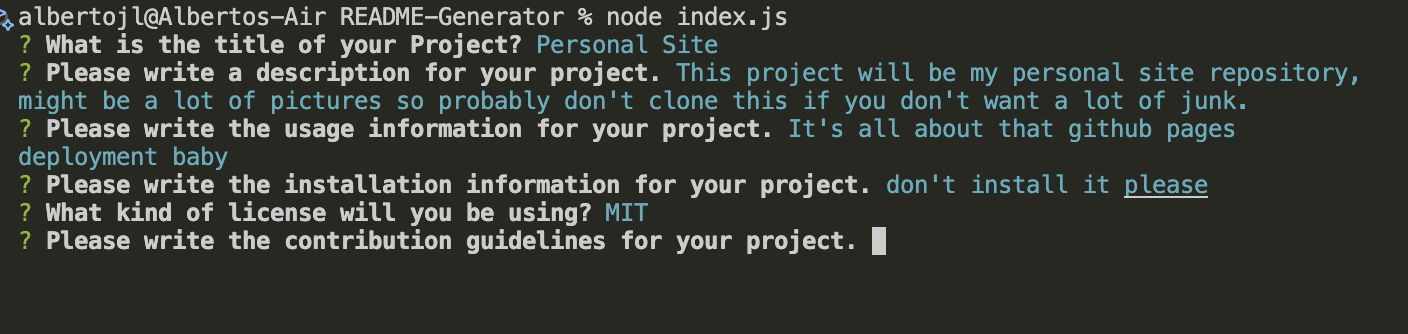 albertojl@Albertos-Air README-Generator % node index.js
? What is the title of your Project? Personal Site
? Please write a description for your project. This project will be my personal site repository,
might be a lot of pictures so probably don't clone this if you don't want a lot of junk.
? Please write the usage information for your project. It's all about that github pages
deployment baby
? Please write the installation information for your project. don't install it please
? What kind of license will you be using? MIT
? Please write the contribution guidelines for your project.